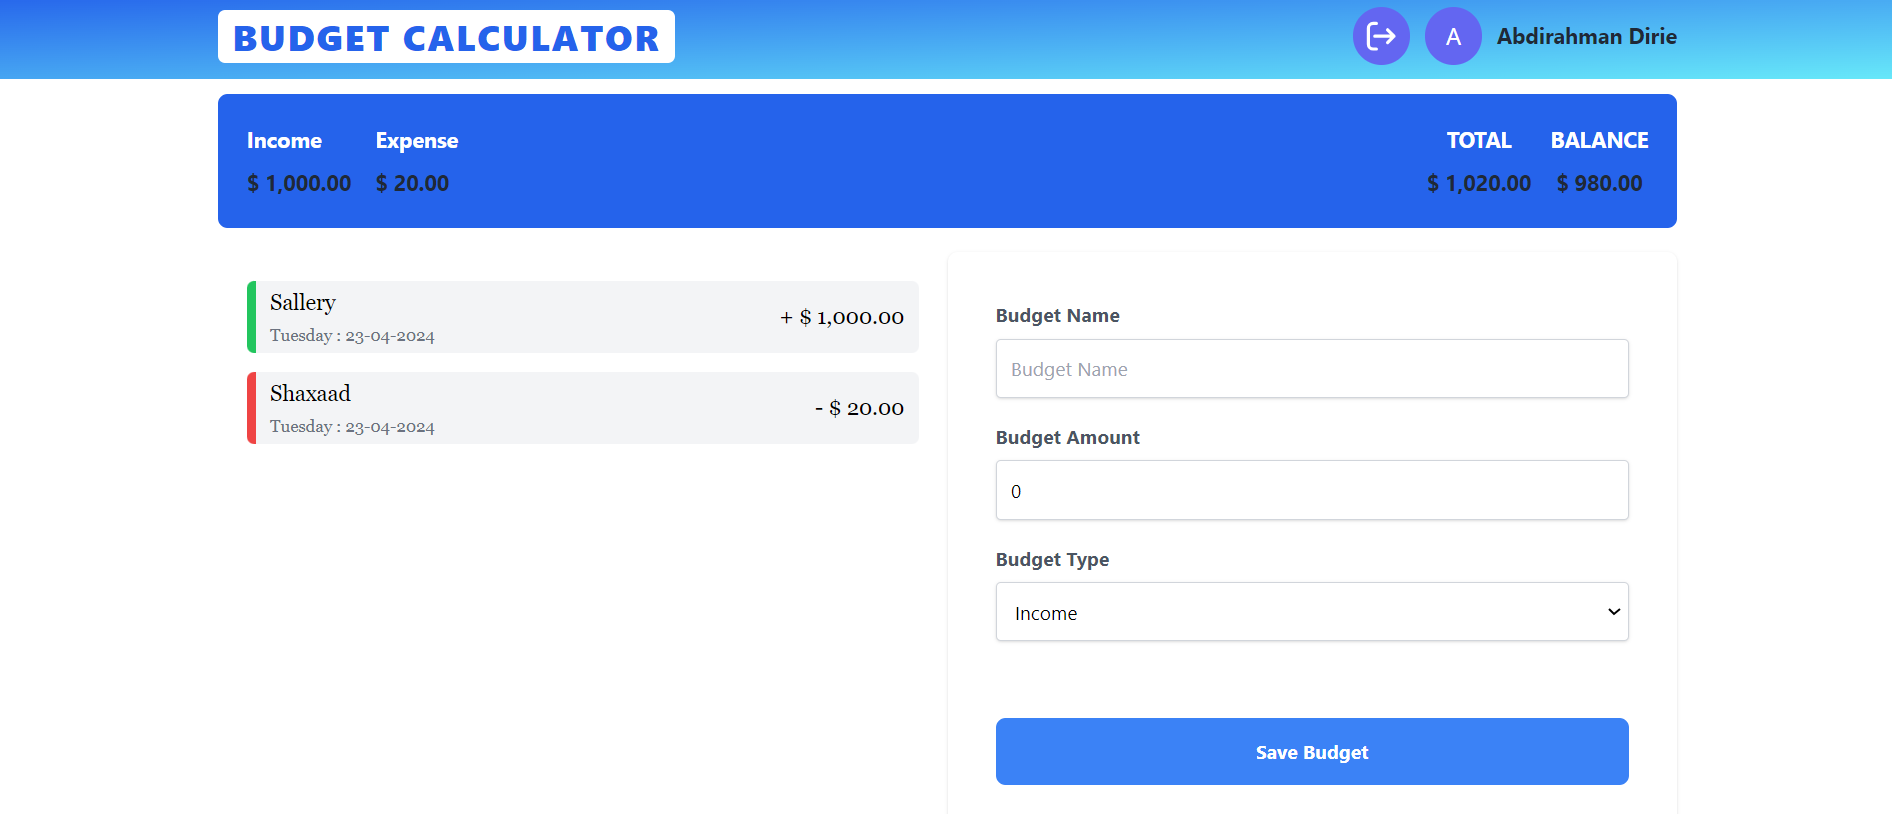 BUDGET CALCULATOR
A
Abdirahman Dirie
Income
Expense
$ 1,000.00
$ 20.00
TOTAL
BALANCE
$ 1,020.00
$ 980.00
Sallery
Tuesday : 23-04-2024
+ $ 1,000.00
Shaxaad
Tuesday : 23-04-2024
- $ 20.00
Budget Name
Budget Name
Budget Amount
0
Budget Type
Income
Save Budget